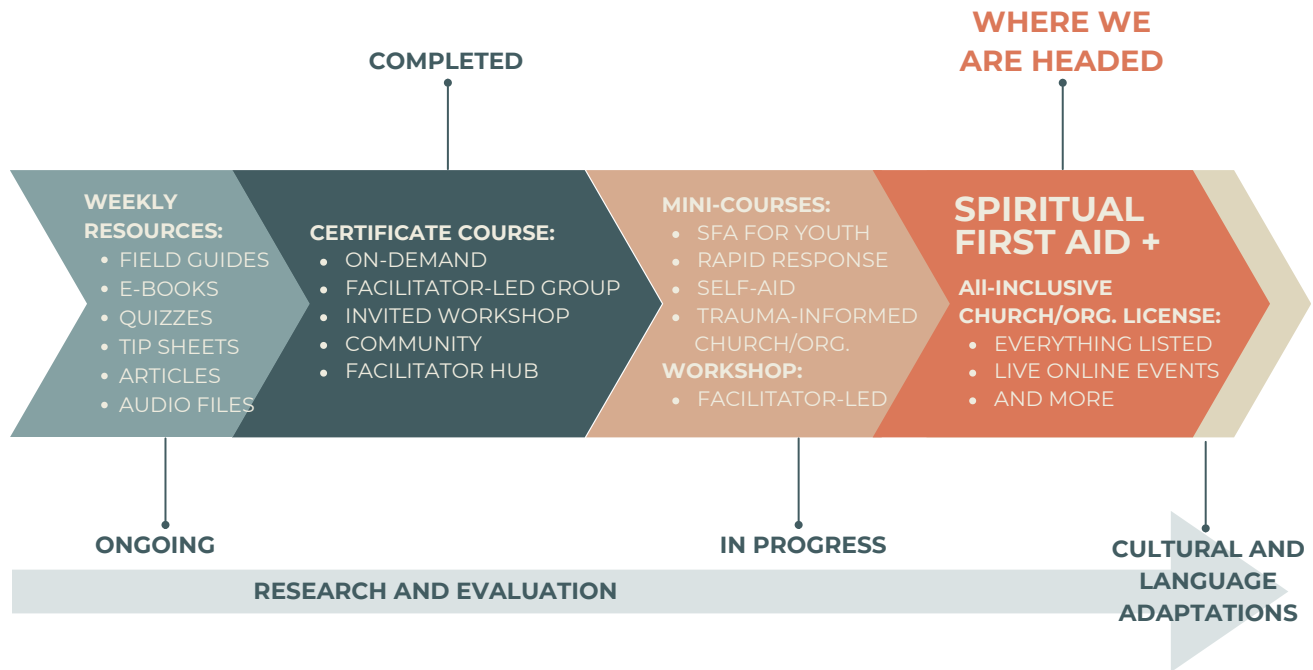 WHERE WE
ARE HEADED
COMPLETED
WEEKLY
RESOURCES:
• FIELD GUIDES
• E-BOOKS
• QUIZZES
• TIP SHEETS
• ARTICLES
• AUDIO FILES
CERTIFICATE COURSE:
• ON-DEMAND
• FACILITATOR-LED GROUP
• INVITED WORKSHOP
• COMMUNITY
• FACILITATOR HUB
MINI-COURSES:
• SFA FOR YOUTH
• RAPID RESPONSE
• SELF-AID
• TRAUMA-INFORMED
CHURCH/ORG.
WORKSHOP:
• FACILITATOR-LED
SPIRITUAL
FIRST AID +
All-INCLUSIVE
CHURCH/ORG. LICENSE:
• EVERYTHING LISTED
• LIVE ONLINE EVENTS
• AND MORE
ONGOING
IN PROGRESS
CULTURAL AND
LANGUAGE
ADAPTATIONS
RESEARCH AND EVALUATION